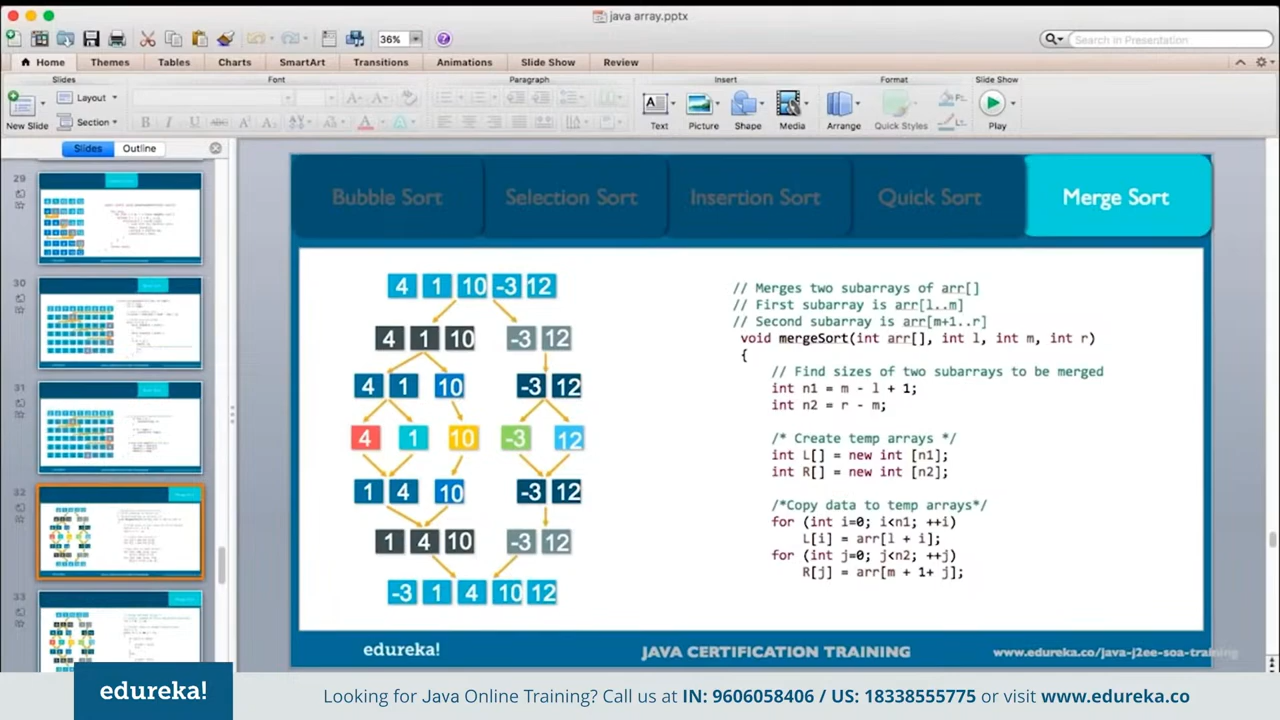 java array.pptx
36%
Search in Presentation
Home Themes Tables Charts SmartArt Transitions Animations Slide Show Review
Slides Font Paragraph Insert Format Slide Show
New Slide Layout Section Text Picture Shape Media Arrange Quick Styles Play
Slides Outline
29
30
31
32
33
Bubble Sort Selection Sort Insertion Sort Quick Sort Merge Sort
4 1 10 -3 12
4 1 10 -3 12
4 1 10 -3 12
4 1 10 -3 12
1 4 10 -3 12
1 4 10 -3 12
-3 1 4 10 12
// Merges two subarrays of arr[]
// First subarray is arr[l..m]
// Second subarray is arr[m+1..r]
void mergeSort(int arr[], int l, int m, int r)
{
// Find sizes of two subarrays to be merged
int n1 = m - l + 1;
int n2 = r - m;
/* Create temp arrays */
int L[] = new int [n1];
int R[] = new int [n2];
/*Copy data to temp arrays*/
for (int i=0; i<n1; ++i)
L[i] = arr[l + i];
for (int j=0; j<n2; ++j)
R[j] = arr[m + 1+ j];
edureka! JAVA CERTIFICATION TRAINING www.edureka.co/java-j2ee-soa-training
edureka! Looking for Java Online Training? Call us at IN: 9606058406 / US: 18338555775 or visit www.edureka.co